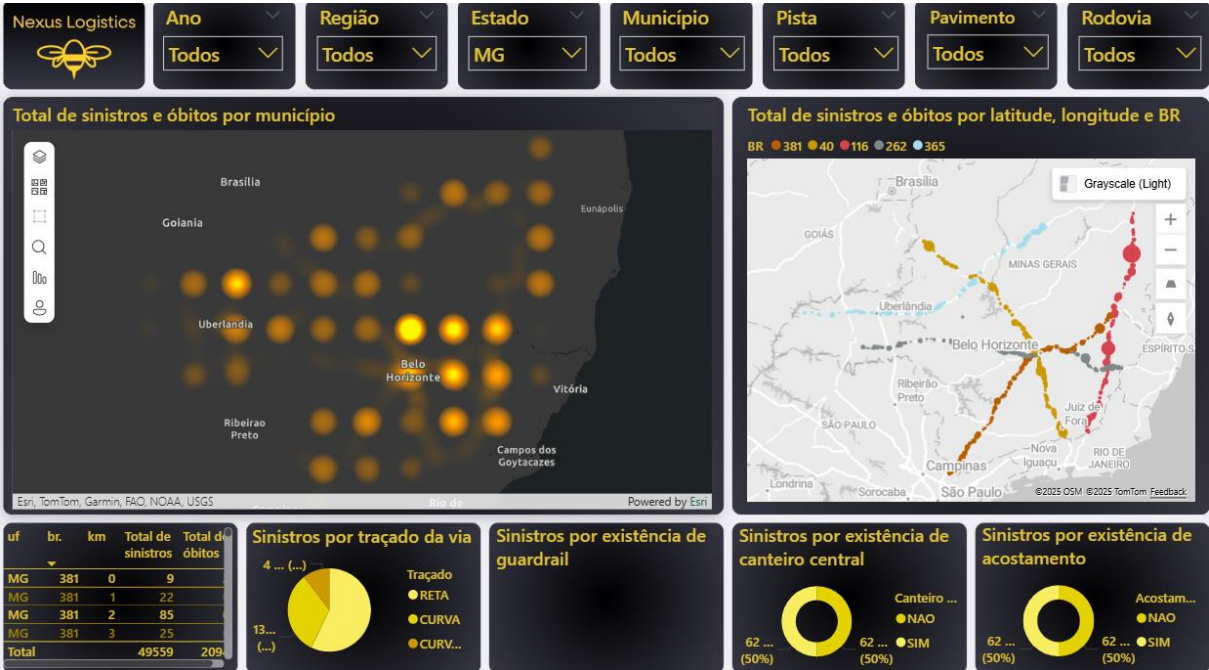 Nexus Logistics
Ano
Todos
Região
Todos
Estado
MG
Município
Todos
Pista
Todos
Pavimento
Todos
Rodovia
Todos
Total de sinistros e óbitos por município
Brasília
Goiania
Eunápolis
Uberlandia
Belo
Horizonte
Vitória
Ribeirao
Preto
Campos dos
Goytacazes
Rio de
Esri, TomTom, Garmin, FAO, NOAA, USGS
Powered by Esri
Total de sinistros e óbitos por latitude, longitude e BR
BR 381 40 116 262 365
Grayscale (Light)
Brasília
GOIÁS
MINAS GERAIS
Uberlândia
Belo Horizonte
ESPÍRITO S
Ribeirão
Preto
Juiz de
Fora
SÃO PAULO
Nova
Iguaçu
RIO DE
JANEIRO
Campinas
Londrina
Sorocaba
São Paulo
©2025 OSM ©2025 TomTom Feedback
uf br. km Total de sinistros Total de óbitos
MG 381 0 9
MG 381 1 22
MG 381 2 85
MG 381 3 25
Total 49559 209
Sinistros por traçado da via
4 ... (...)
13...
(...)
Traçado
RETA
CURVA
CURV...
Sinistros por existência de
guardrail
Sinistros por existência de
canteiro central
62 ...
(50%)
62 ...
(50%)
Canteiro ...
NAO
SIM
Sinistros por existência de
acostamento
62 ...
(50%)
62 ...
(50%)
Acostam...
NAO
SIM